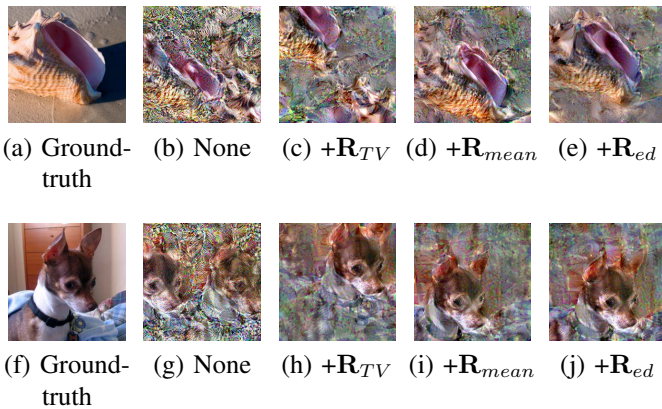 (a) Ground-truth (b) None (c) +R_TV (d) +R_mean (e) +R_ed
(f) Ground-truth (g) None (h) +R_TV (i) +R_mean (j) +R_ed